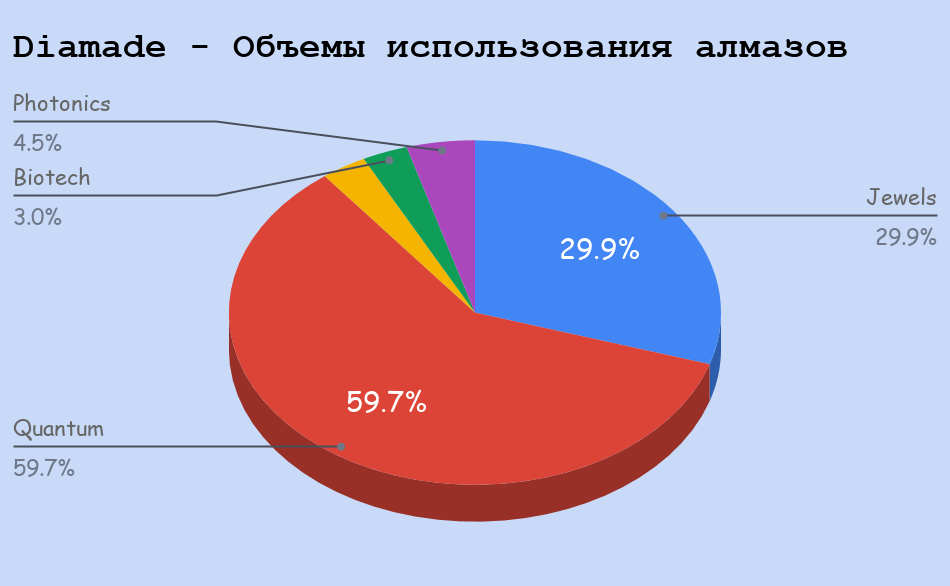 Diamade - Объемы использования алмазов
Photonics
4.5%
Biotech
3.0%
Jewels
29.9%
29.9%
59.7%
Quantum
59.7%